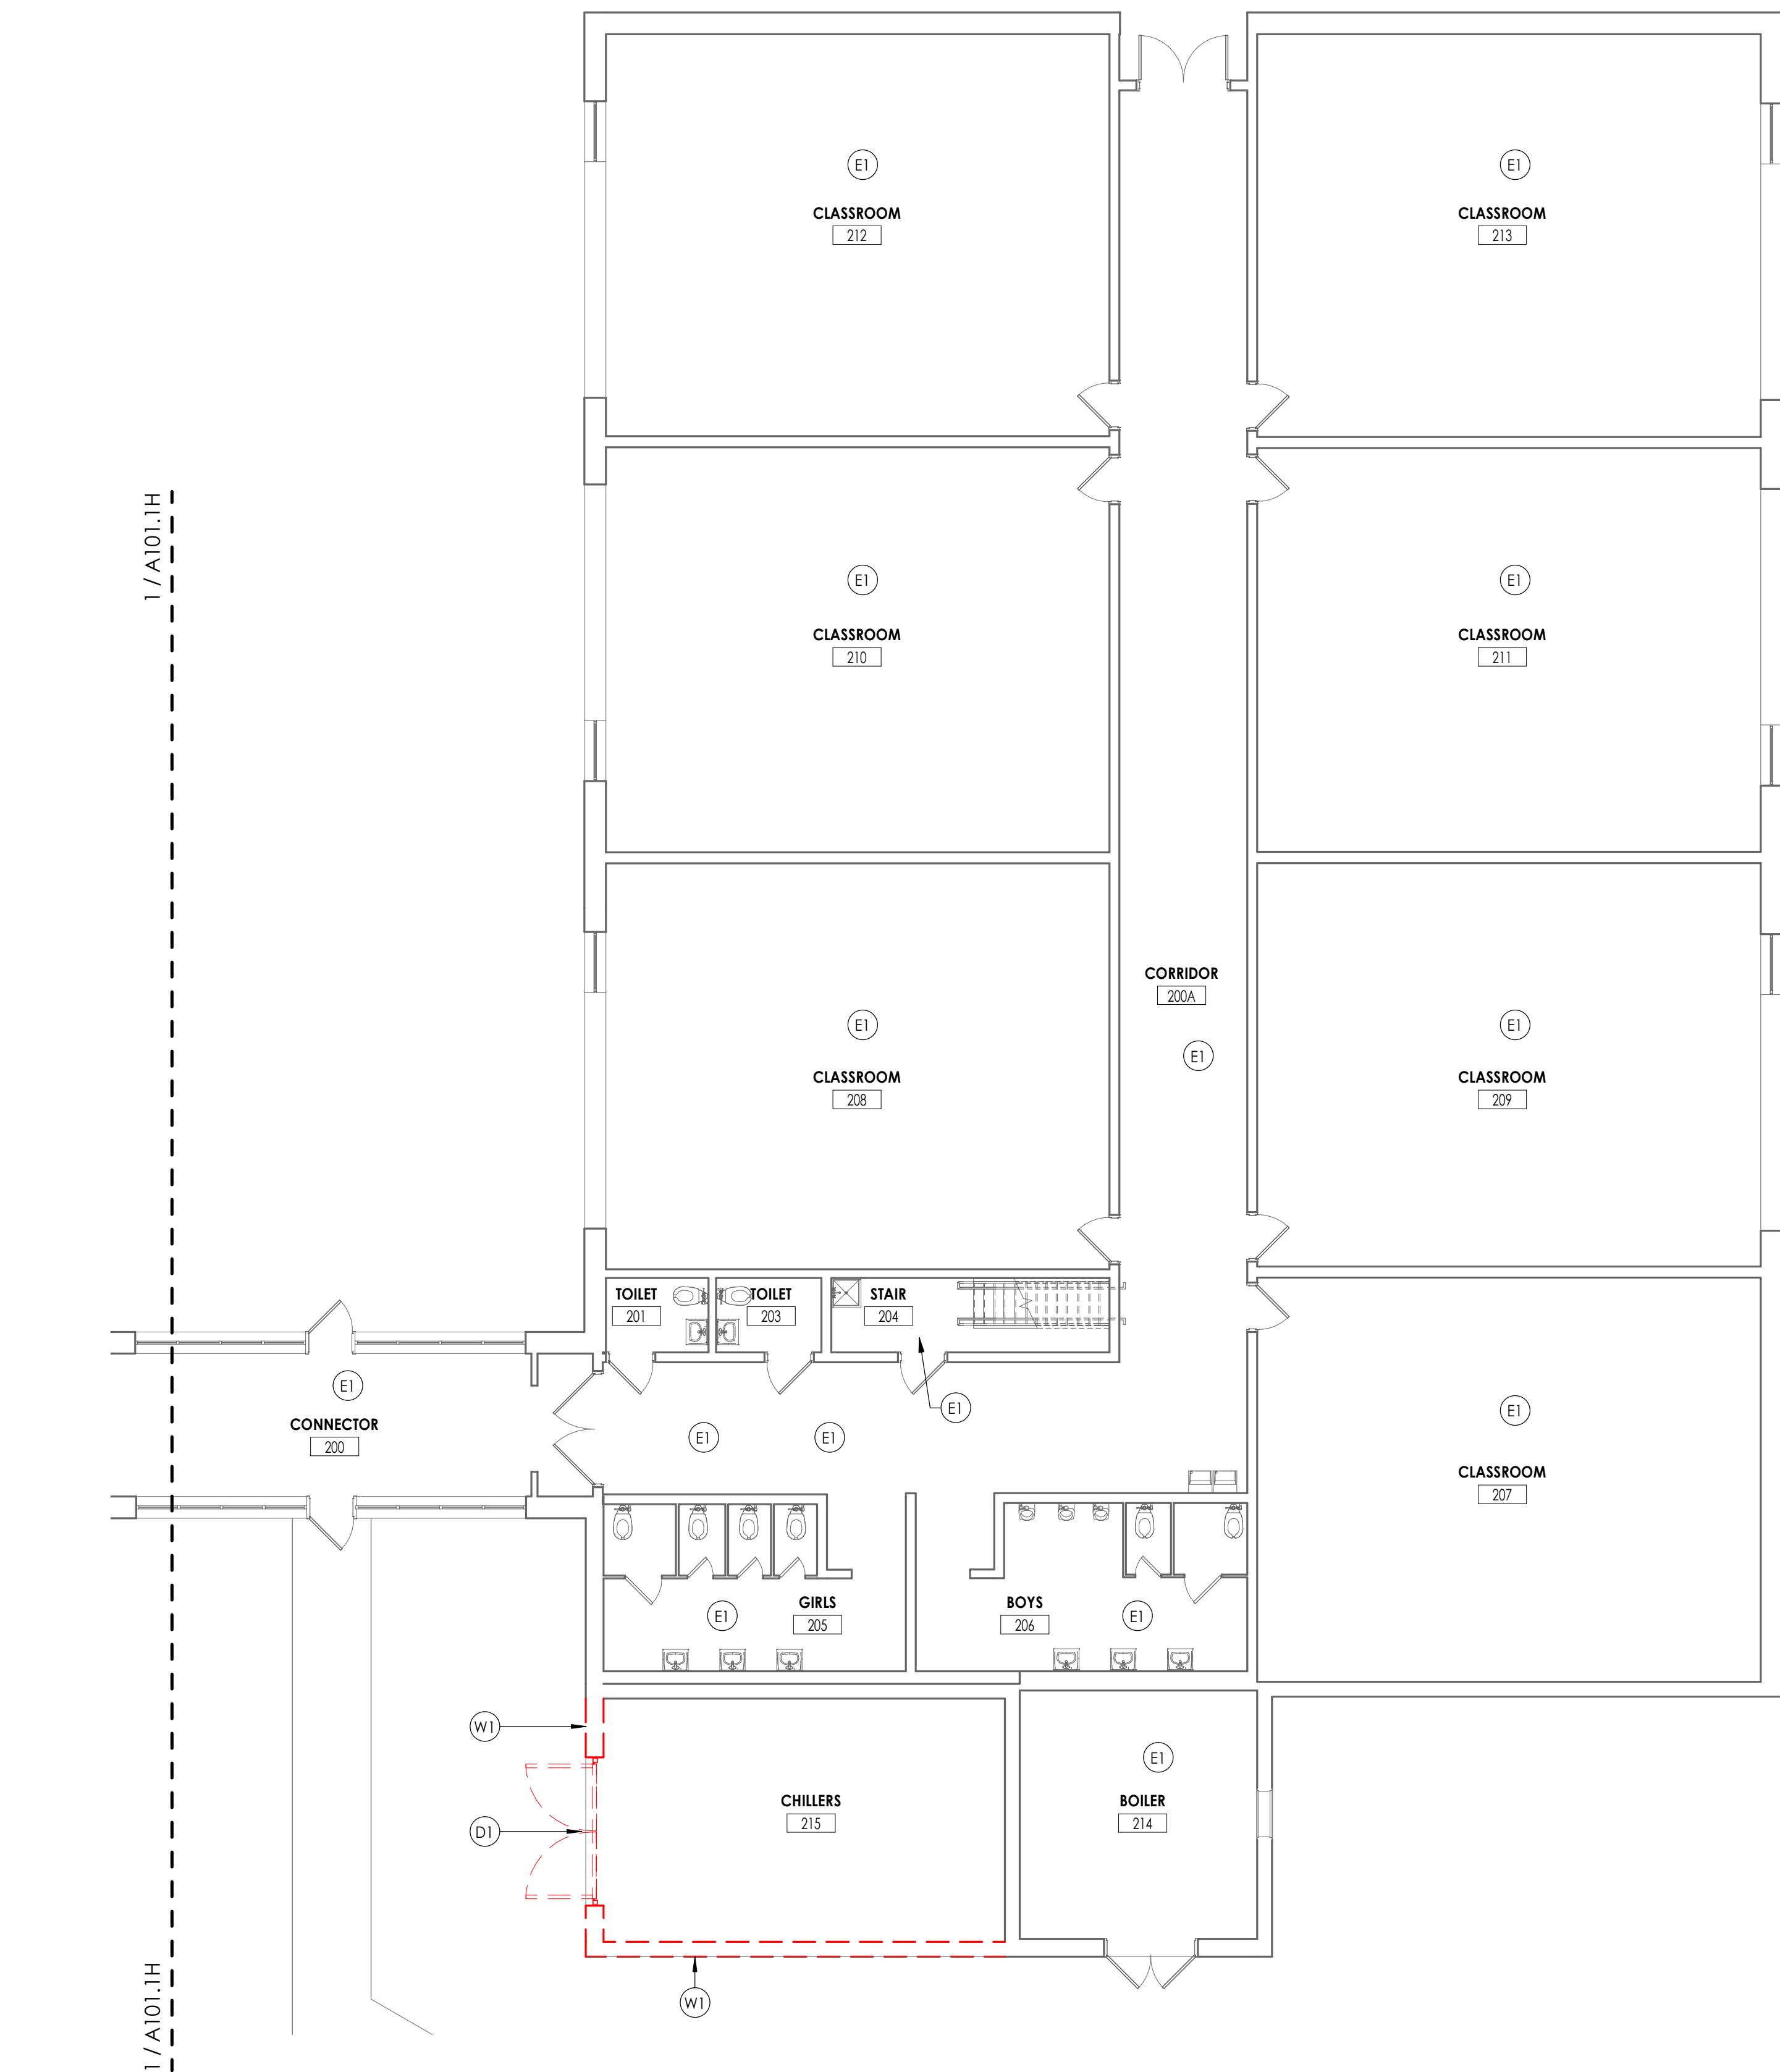 E1
CLASSROOM
212
E1
CLASSROOM
213
1 / A101.1H
E1
CLASSROOM
210
E1
CLASSROOM
211
CORRIDOR
200A
E1
E1
CLASSROOM
208
E1
CLASSROOM
209
TOILET
201
TOILET
203
STAIR
204
E1
E1
CONNECTOR
200
E1
E1
E1
CLASSROOM
207
GIRLS
205
E1
BOYS
206
E1
W1
D1
CHILLERS
215
E1
BOILER
214
W1
1 / A101.1H